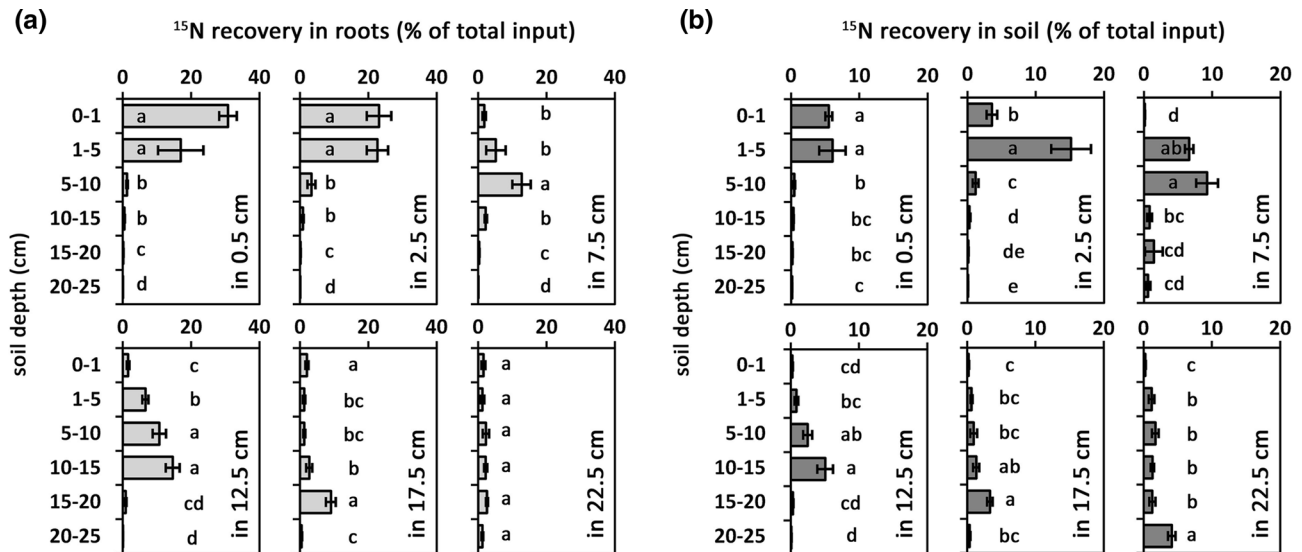 (a)
¹⁵N recovery in roots (% of total input)
0 20 40 0 20 40 0 20 40
soil depth (cm)
0-1 a a b
1-5 a a b
5-10 b b a
10-15 b b b
15-20 c c c
20-25 d d d
in 0.5 cm
in 2.5 cm
in 7.5 cm
0 20 40 0 20 40 0 20 40
0-1 c a a
1-5 b bc a
5-10 a bc a
10-15 a b a
15-20 cd a a
20-25 d c a
in 12.5 cm
in 17.5 cm
in 22.5 cm
(b)
¹⁵N recovery in soil (% of total input)
0 10 20 0 10 20 0 10 20
soil depth (cm)
0-1 a b d
1-5 a a ab
5-10 b c a
10-15 bc d bc
15-20 bc de cd
20-25 c e cd
in 0.5 cm
in 2.5 cm
in 7.5 cm
0 10 20 0 10 20 0 10 20
0-1 cd c c
1-5 bc bc b
5-10 ab bc b
10-15 a ab b
15-20 cd a b
20-25 d bc a
in 12.5 cm
in 17.5 cm
in 22.5 cm